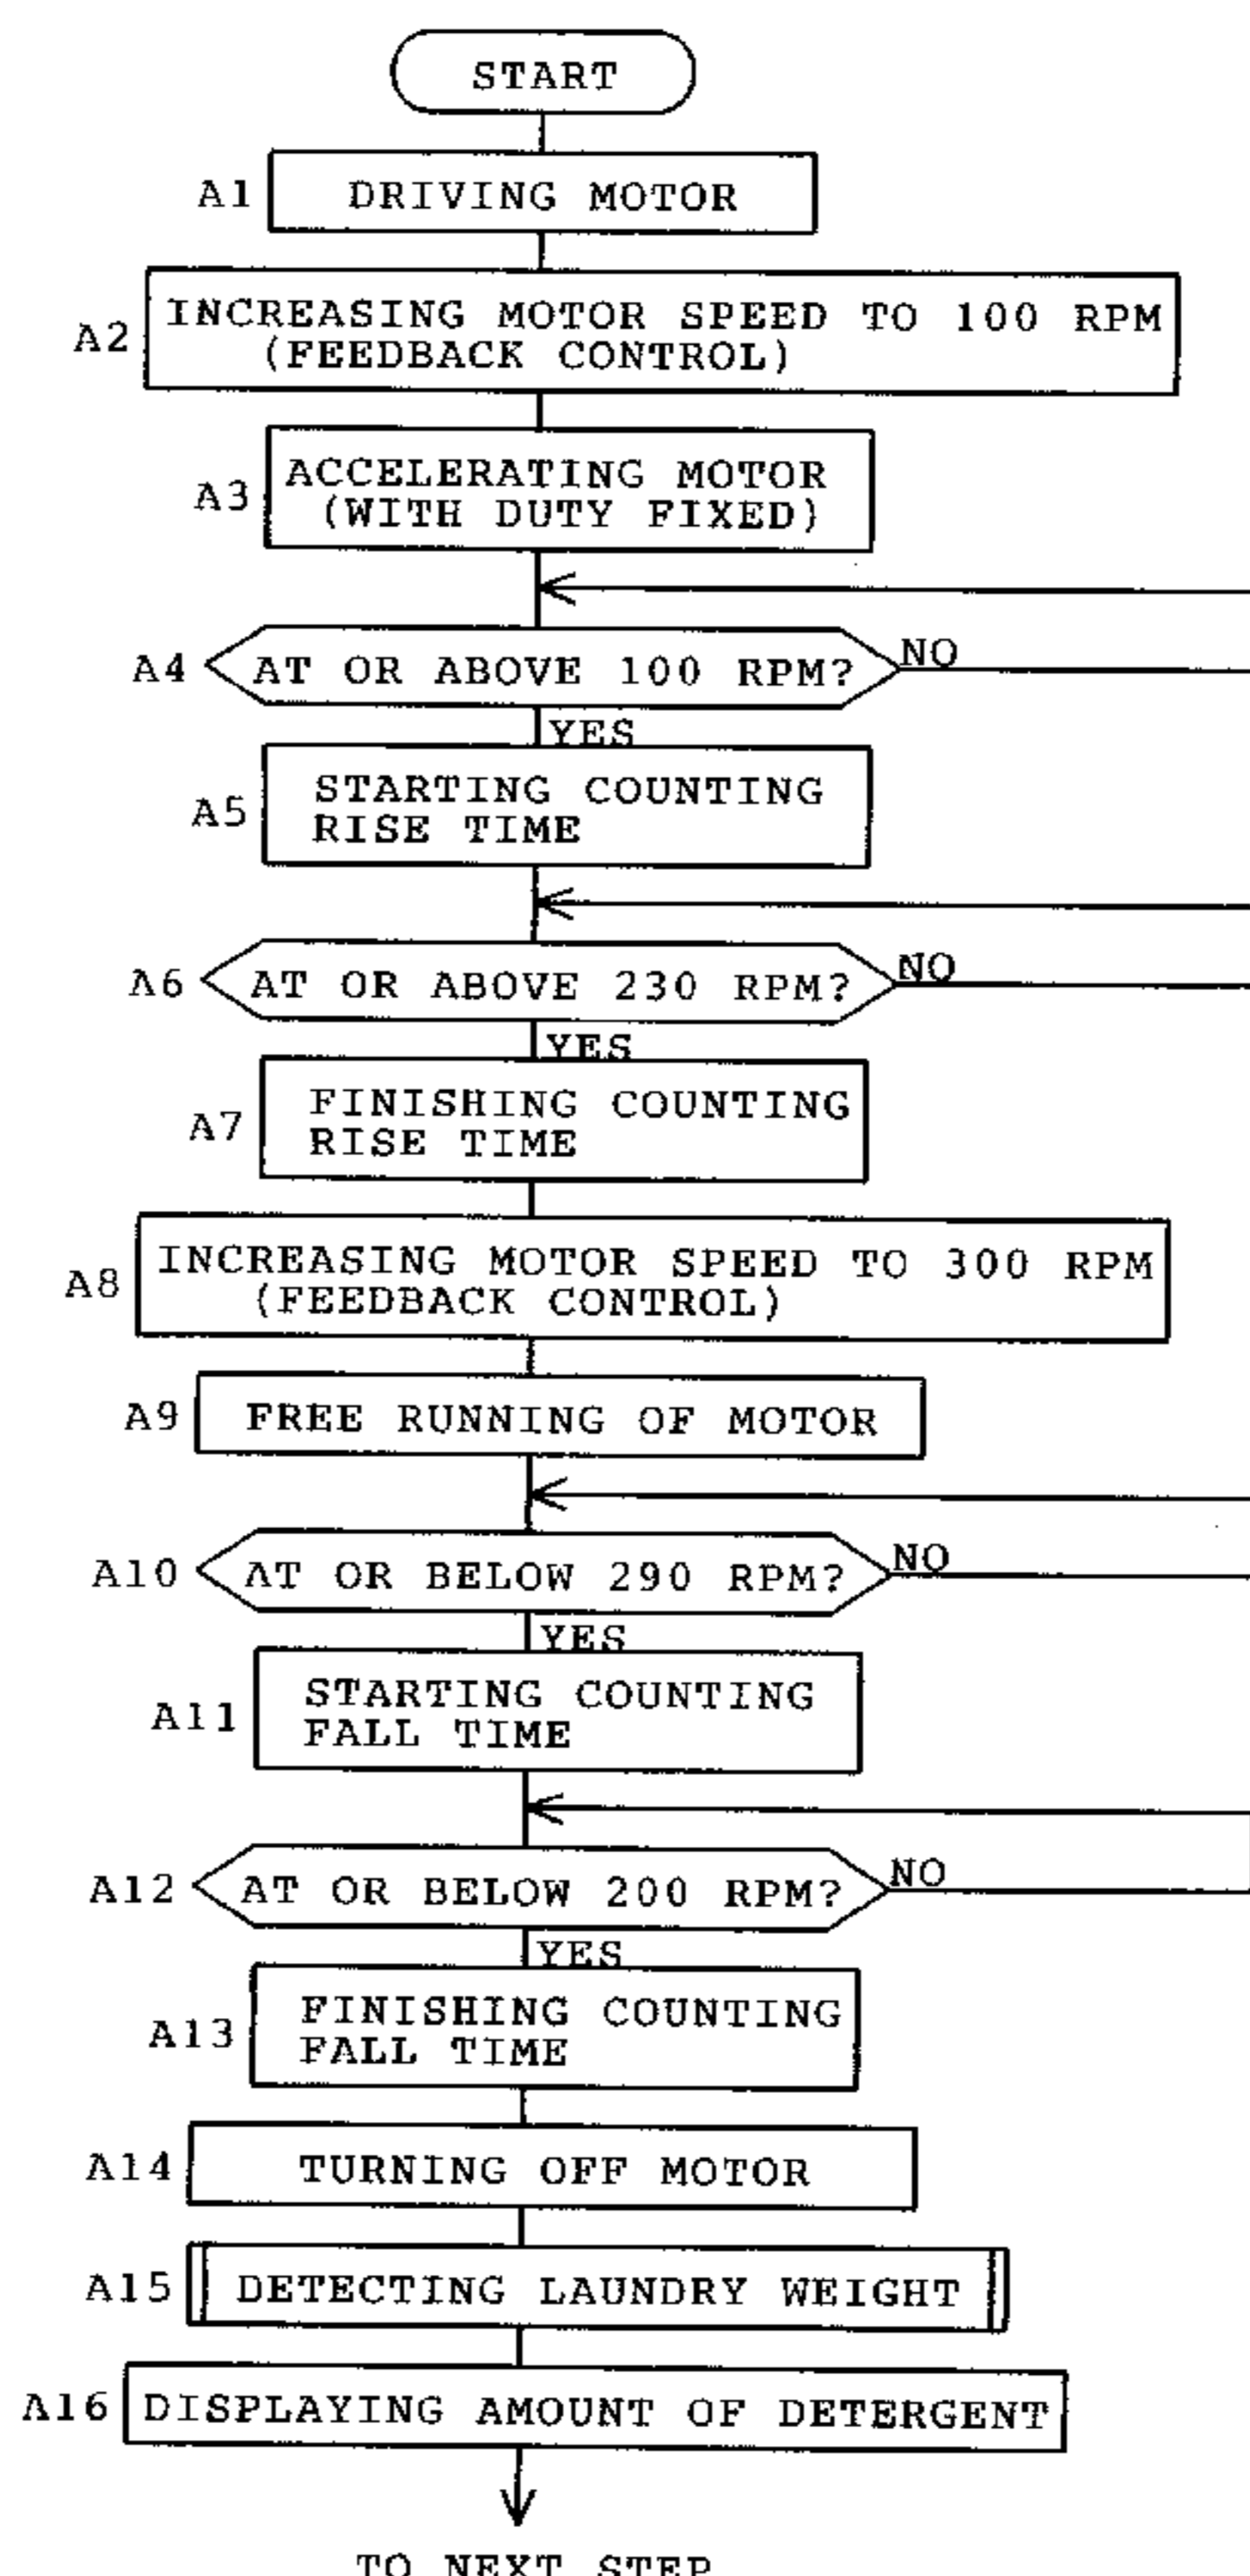 START
A1 DRIVING MOTOR
A2 INCREASING MOTOR SPEED TO 100 RPM
(FEEDBACK CONTROL)
A3 ACCELERATING MOTOR
(WITH DUTY FIXED)
A4 AT OR ABOVE 100 RPM? NO
YES
A5 STARTING COUNTING
RISE TIME
A6 AT OR ABOVE 230 RPM? NO
YES
A7 FINISHING COUNTING
RISE TIME
A8 INCREASING MOTOR SPEED TO 300 RPM
(FEEDBACK CONTROL)
A9 FREE RUNNING OF MOTOR
A10 AT OR BELOW 290 RPM? NO
YES
A11 STARTING COUNTING
FALL TIME
A12 AT OR BELOW 200 RPM? NO
YES
A13 FINISHING COUNTING
FALL TIME
A14 TURNING OFF MOTOR
A15 DETECTING LAUNDRY WEIGHT
A16 DISPLAYING AMOUNT OF DETERGENT
TO NEXT STEP